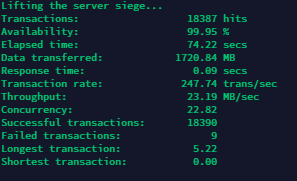 Lifting the server siege...
Transactions: 18387 hits
Availability: 99.95 %
Elapsed time: 74.22 secs
Data transferred: 1720.84 MB
Response time: 0.09 secs
Transaction rate: 247.74 trans/sec
Throughput: 23.19 MB/sec
Concurrency: 22.82
Successful transactions: 18390
Failed transactions: 9
Longest transaction: 5.22
Shortest transaction: 0.00